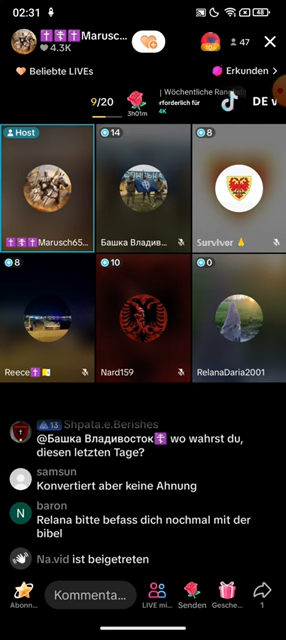 02:31
48
✝️✝️✝️Marusc...
4.3K
47
Beliebte LIVEs
Erkunden >
9/20
3h01m
Wöchentliche Rang
erforderlich für
4K
DE
Host
14
8
✝️✝️✝️Marusch65...
Башка Владив...
Survivor 🙏
8
10
0
Reece✝️🇻🇦
Nard159
RelanaDaria2001
13 Shpata.e.Berishes
@Башка Владивосток☦️ wo wahrst du,
diesen letzten Tage?
samsun
Konvertiert aber keine Ahnung
N
baron
Relana bitte befass dich nochmal mit der
bibel
Na.vid ist beigetreten
Abonn...
Kommenta...
LIVE mi...
Senden
Gesche...
1